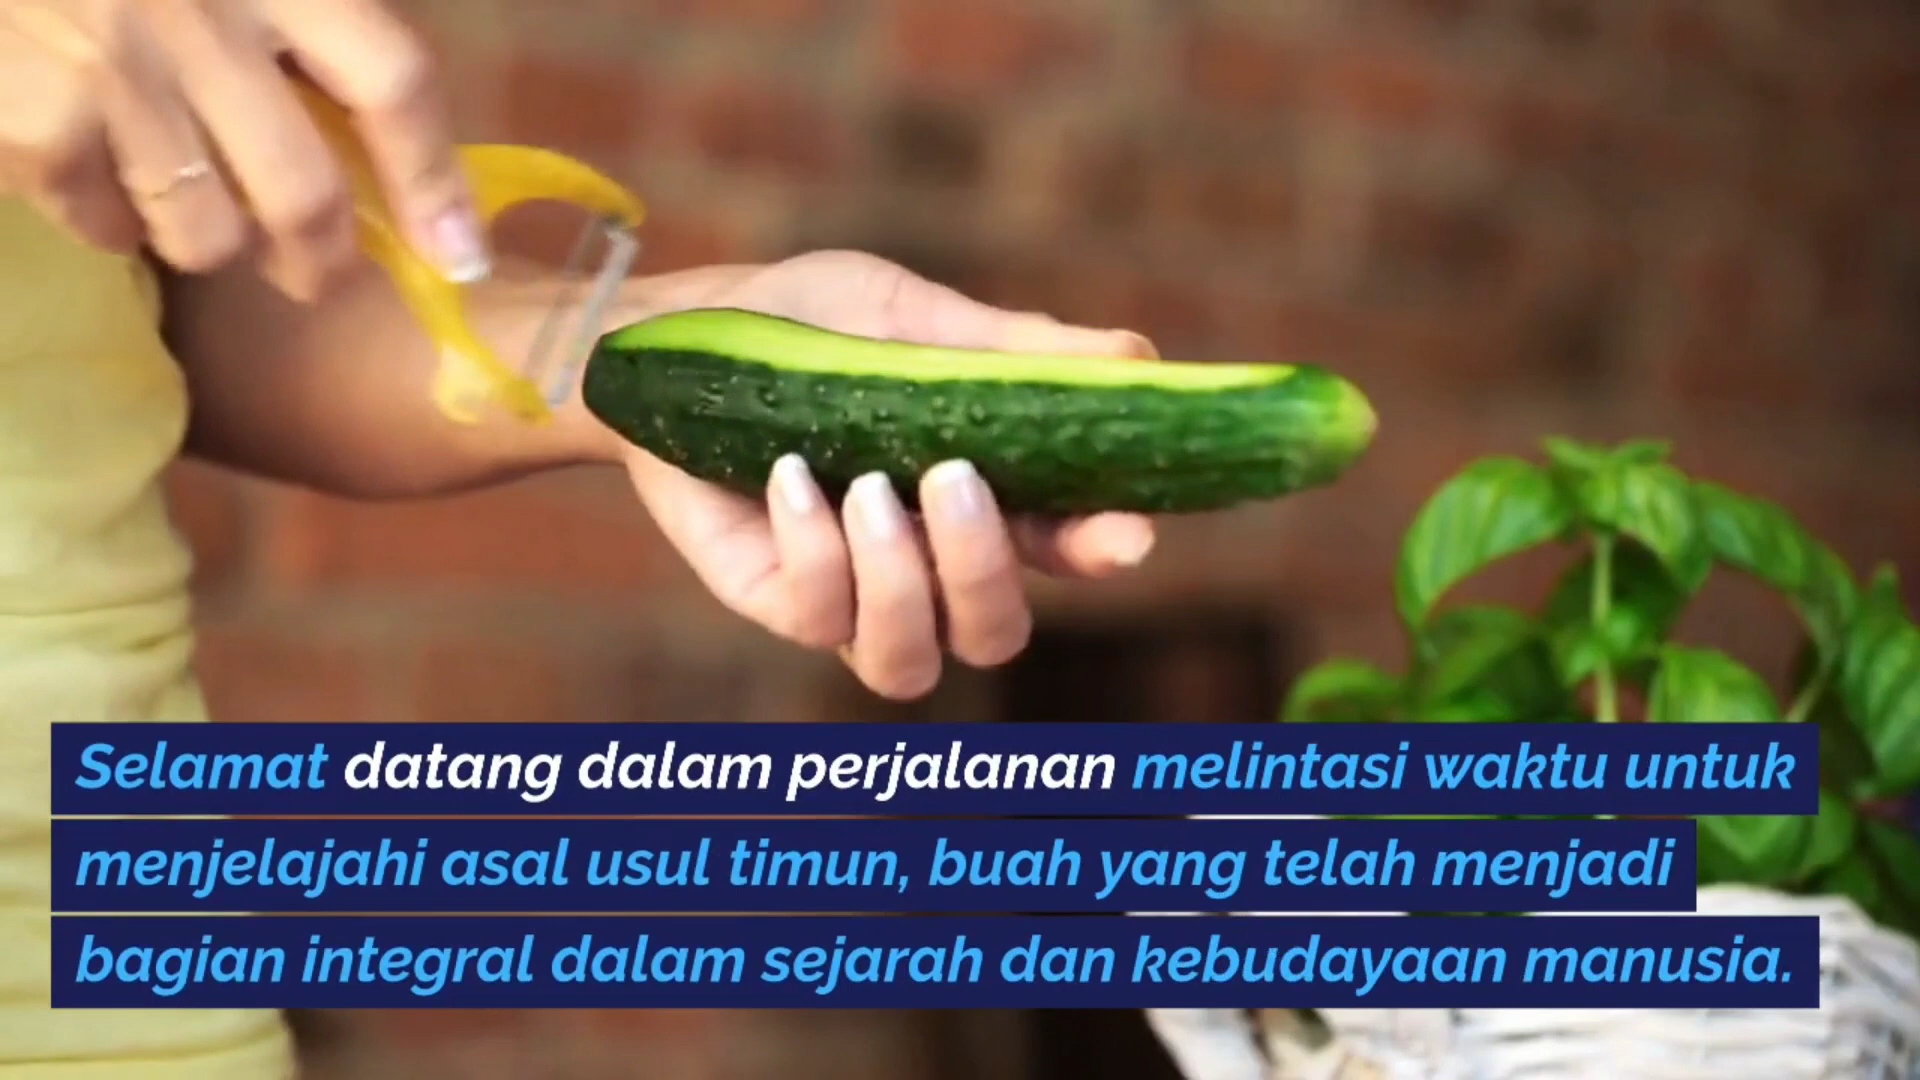 Selamat datang dalam perjalanan melintasi waktu untuk
menjelajahi asal usul timun, buah yang telah menjadi
bagian integral dalam sejarah dan kebudayaan manusia.